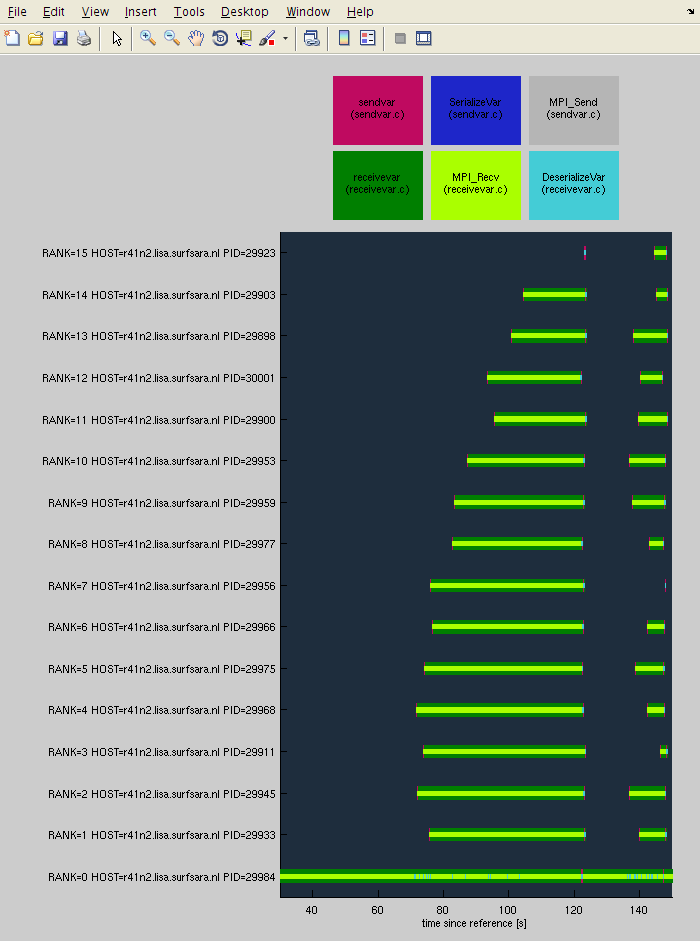 File Edit View Insert Tools Desktop Window Help
sendvar
(sendvar.c)
SerializeVar
(sendvar.c)
MPI_Send
(sendvar.c)
receivevar
(receivevar.c)
MPI_Recv
(receivevar.c)
DeserializeVar
(receivevar.c)
RANK=15 HOST=r41n2.lisa.surfsara.nl PID=29923
RANK=14 HOST=r41n2.lisa.surfsara.nl PID=29903
RANK=13 HOST=r41n2.lisa.surfsara.nl PID=29898
RANK=12 HOST=r41n2.lisa.surfsara.nl PID=30001
RANK=11 HOST=r41n2.lisa.surfsara.nl PID=29900
RANK=10 HOST=r41n2.lisa.surfsara.nl PID=29953
RANK=9 HOST=r41n2.lisa.surfsara.nl PID=29959
RANK=8 HOST=r41n2.lisa.surfsara.nl PID=29977
RANK=7 HOST=r41n2.lisa.surfsara.nl PID=29956
RANK=6 HOST=r41n2.lisa.surfsara.nl PID=29966
RANK=5 HOST=r41n2.lisa.surfsara.nl PID=29975
RANK=4 HOST=r41n2.lisa.surfsara.nl PID=29968
RANK=3 HOST=r41n2.lisa.surfsara.nl PID=29911
RANK=2 HOST=r41n2.lisa.surfsara.nl PID=29945
RANK=1 HOST=r41n2.lisa.surfsara.nl PID=29933
RANK=0 HOST=r41n2.lisa.surfsara.nl PID=29984
40 60 80 100 120 140
time since reference [s]